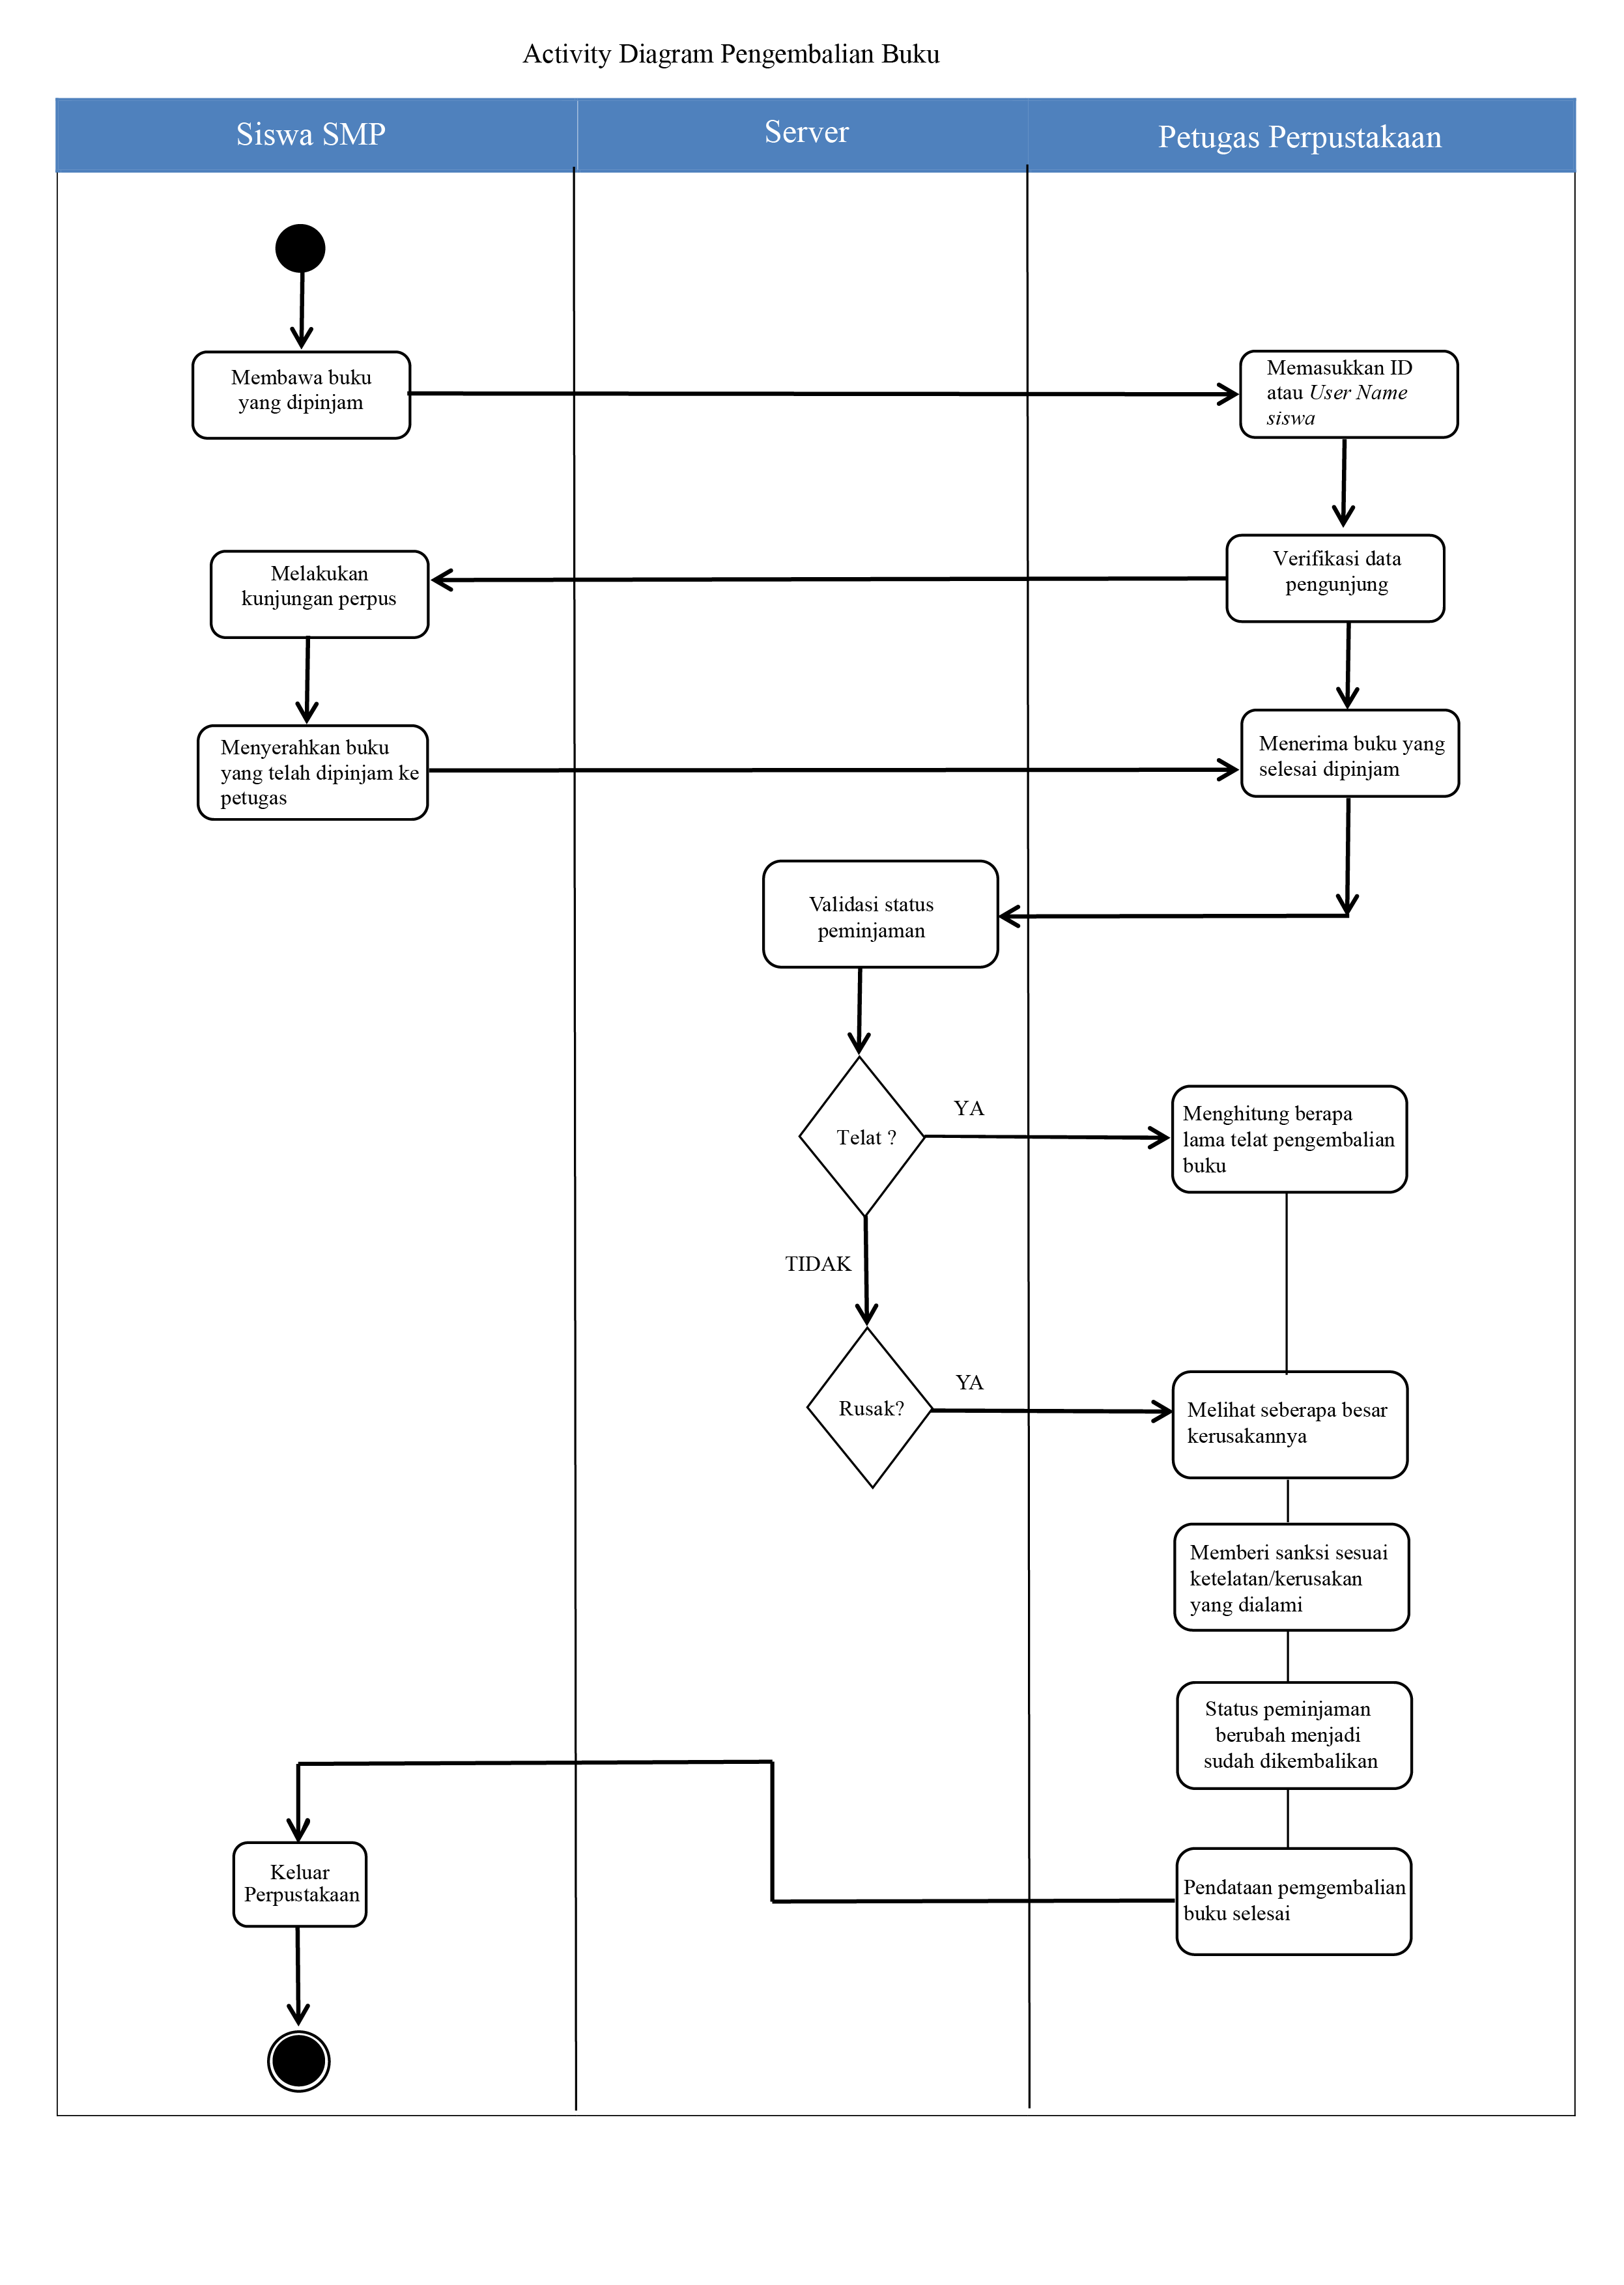 Activity Diagram Pengembalian Buku
Siswa SMP
Server
Petugas Perpustakaan
Membawa buku
yang dipinjam
Memasukkan ID
atau User Name
siswa
Melakukan
kunjungan perpus
Verifikasi data
pengunjung
Menyerahkan buku
yang telah dipinjam ke
petugas
Menerima buku yang
selesai dipinjam
Validasi status
peminjaman
Telat ?
YA
Menghitung berapa
lama telat pengembalian
buku
TIDAK
Rusak?
YA
Melihat seberapa besar
kerusakannya
Memberi sanksi sesuai
ketelatan/kerusakan
yang dialami
Status peminjaman
berubah menjadi
sudah dikembalikan
Keluar
Perpustakaan
Pendataan pemgembalian
buku selesai